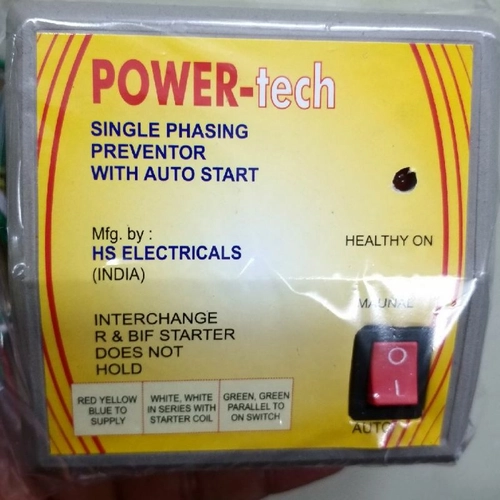 POWER-tech
SINGLE PHASING
PREVENTOR
WITH AUTO START
Mfg. by :
HS ELECTRICALS
(INDIA)
HEALTHY ON
MAUNAL
INTERCHANGE
R & BIF STARTER
DOES NOT
HOLD
RED YELLOW
BLUE TO
SUPPLY
WHITE, WHITE
IN SERIES WITH
STARTER COIL
GREEN, GREEN
PARALLEL TO
ON SWITCH
O
I
AUTO